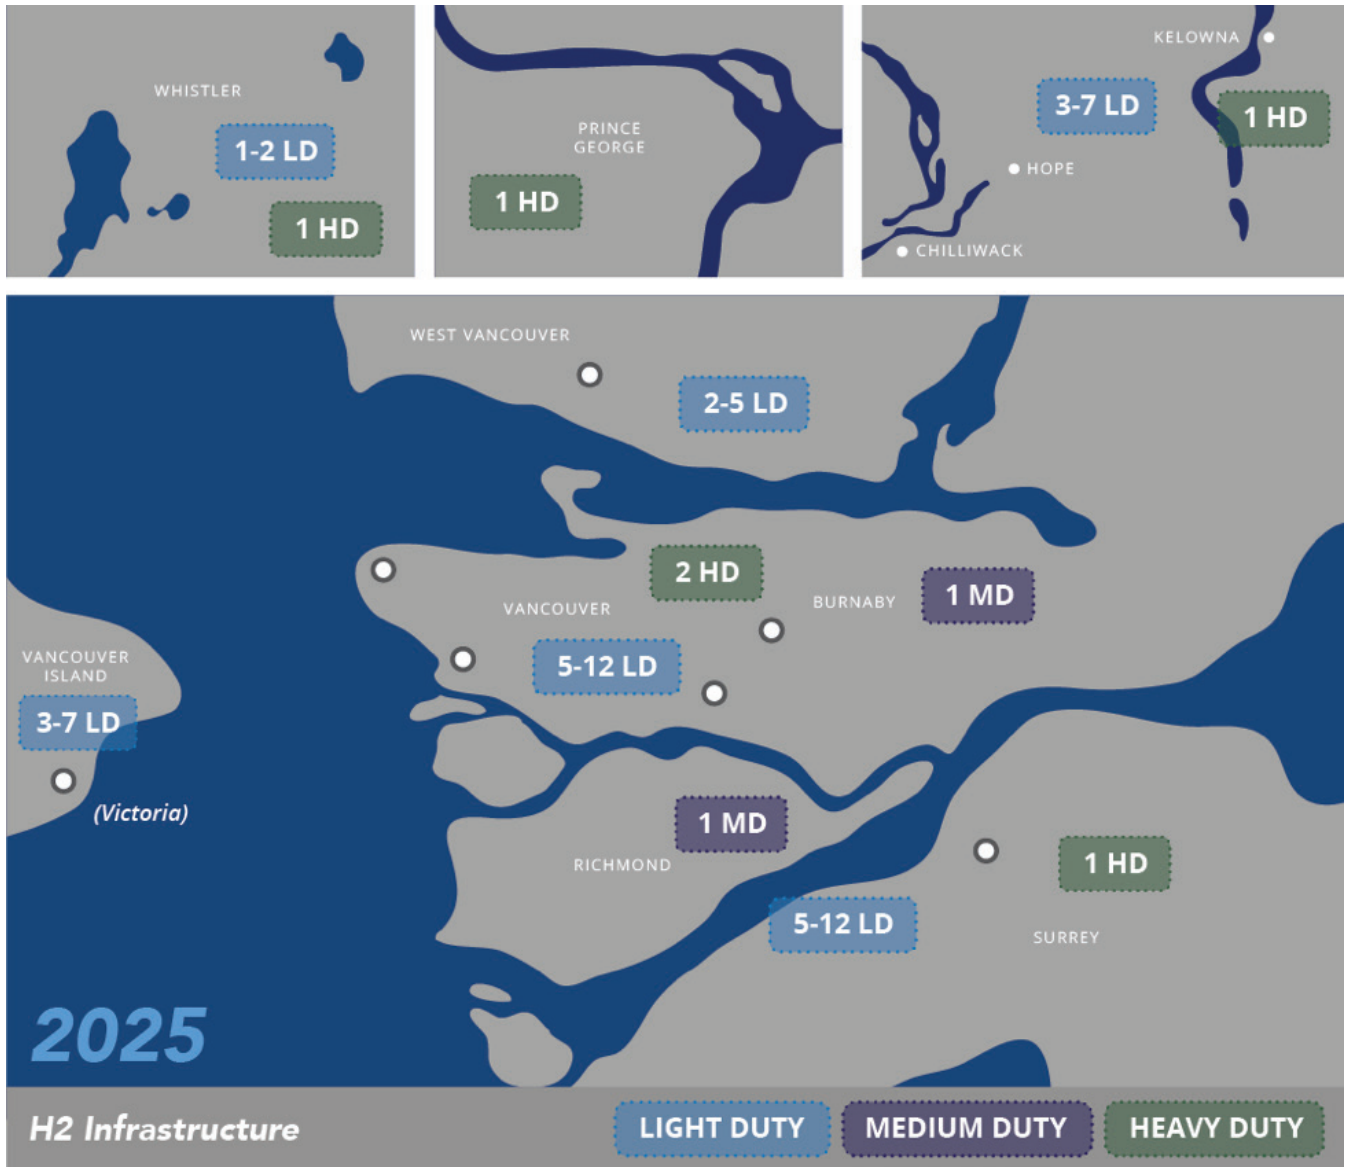 WHISTLER
1-2 LD
1 HD
PRINCE
GEORGE
1 HD
KELOWNA
3-7 LD
1 HD
HOPE
CHILLIWACK
WEST VANCOUVER
2-5 LD
2 HD
1 MD
BURNABY
VANCOUVER
5-12 LD
VANCOUVER
ISLAND
3-7 LD
(Victoria)
1 MD
RICHMOND
1 HD
5-12 LD
SURREY
2025
H2 Infrastructure
LIGHT DUTY
MEDIUM DUTY
HEAVY DUTY